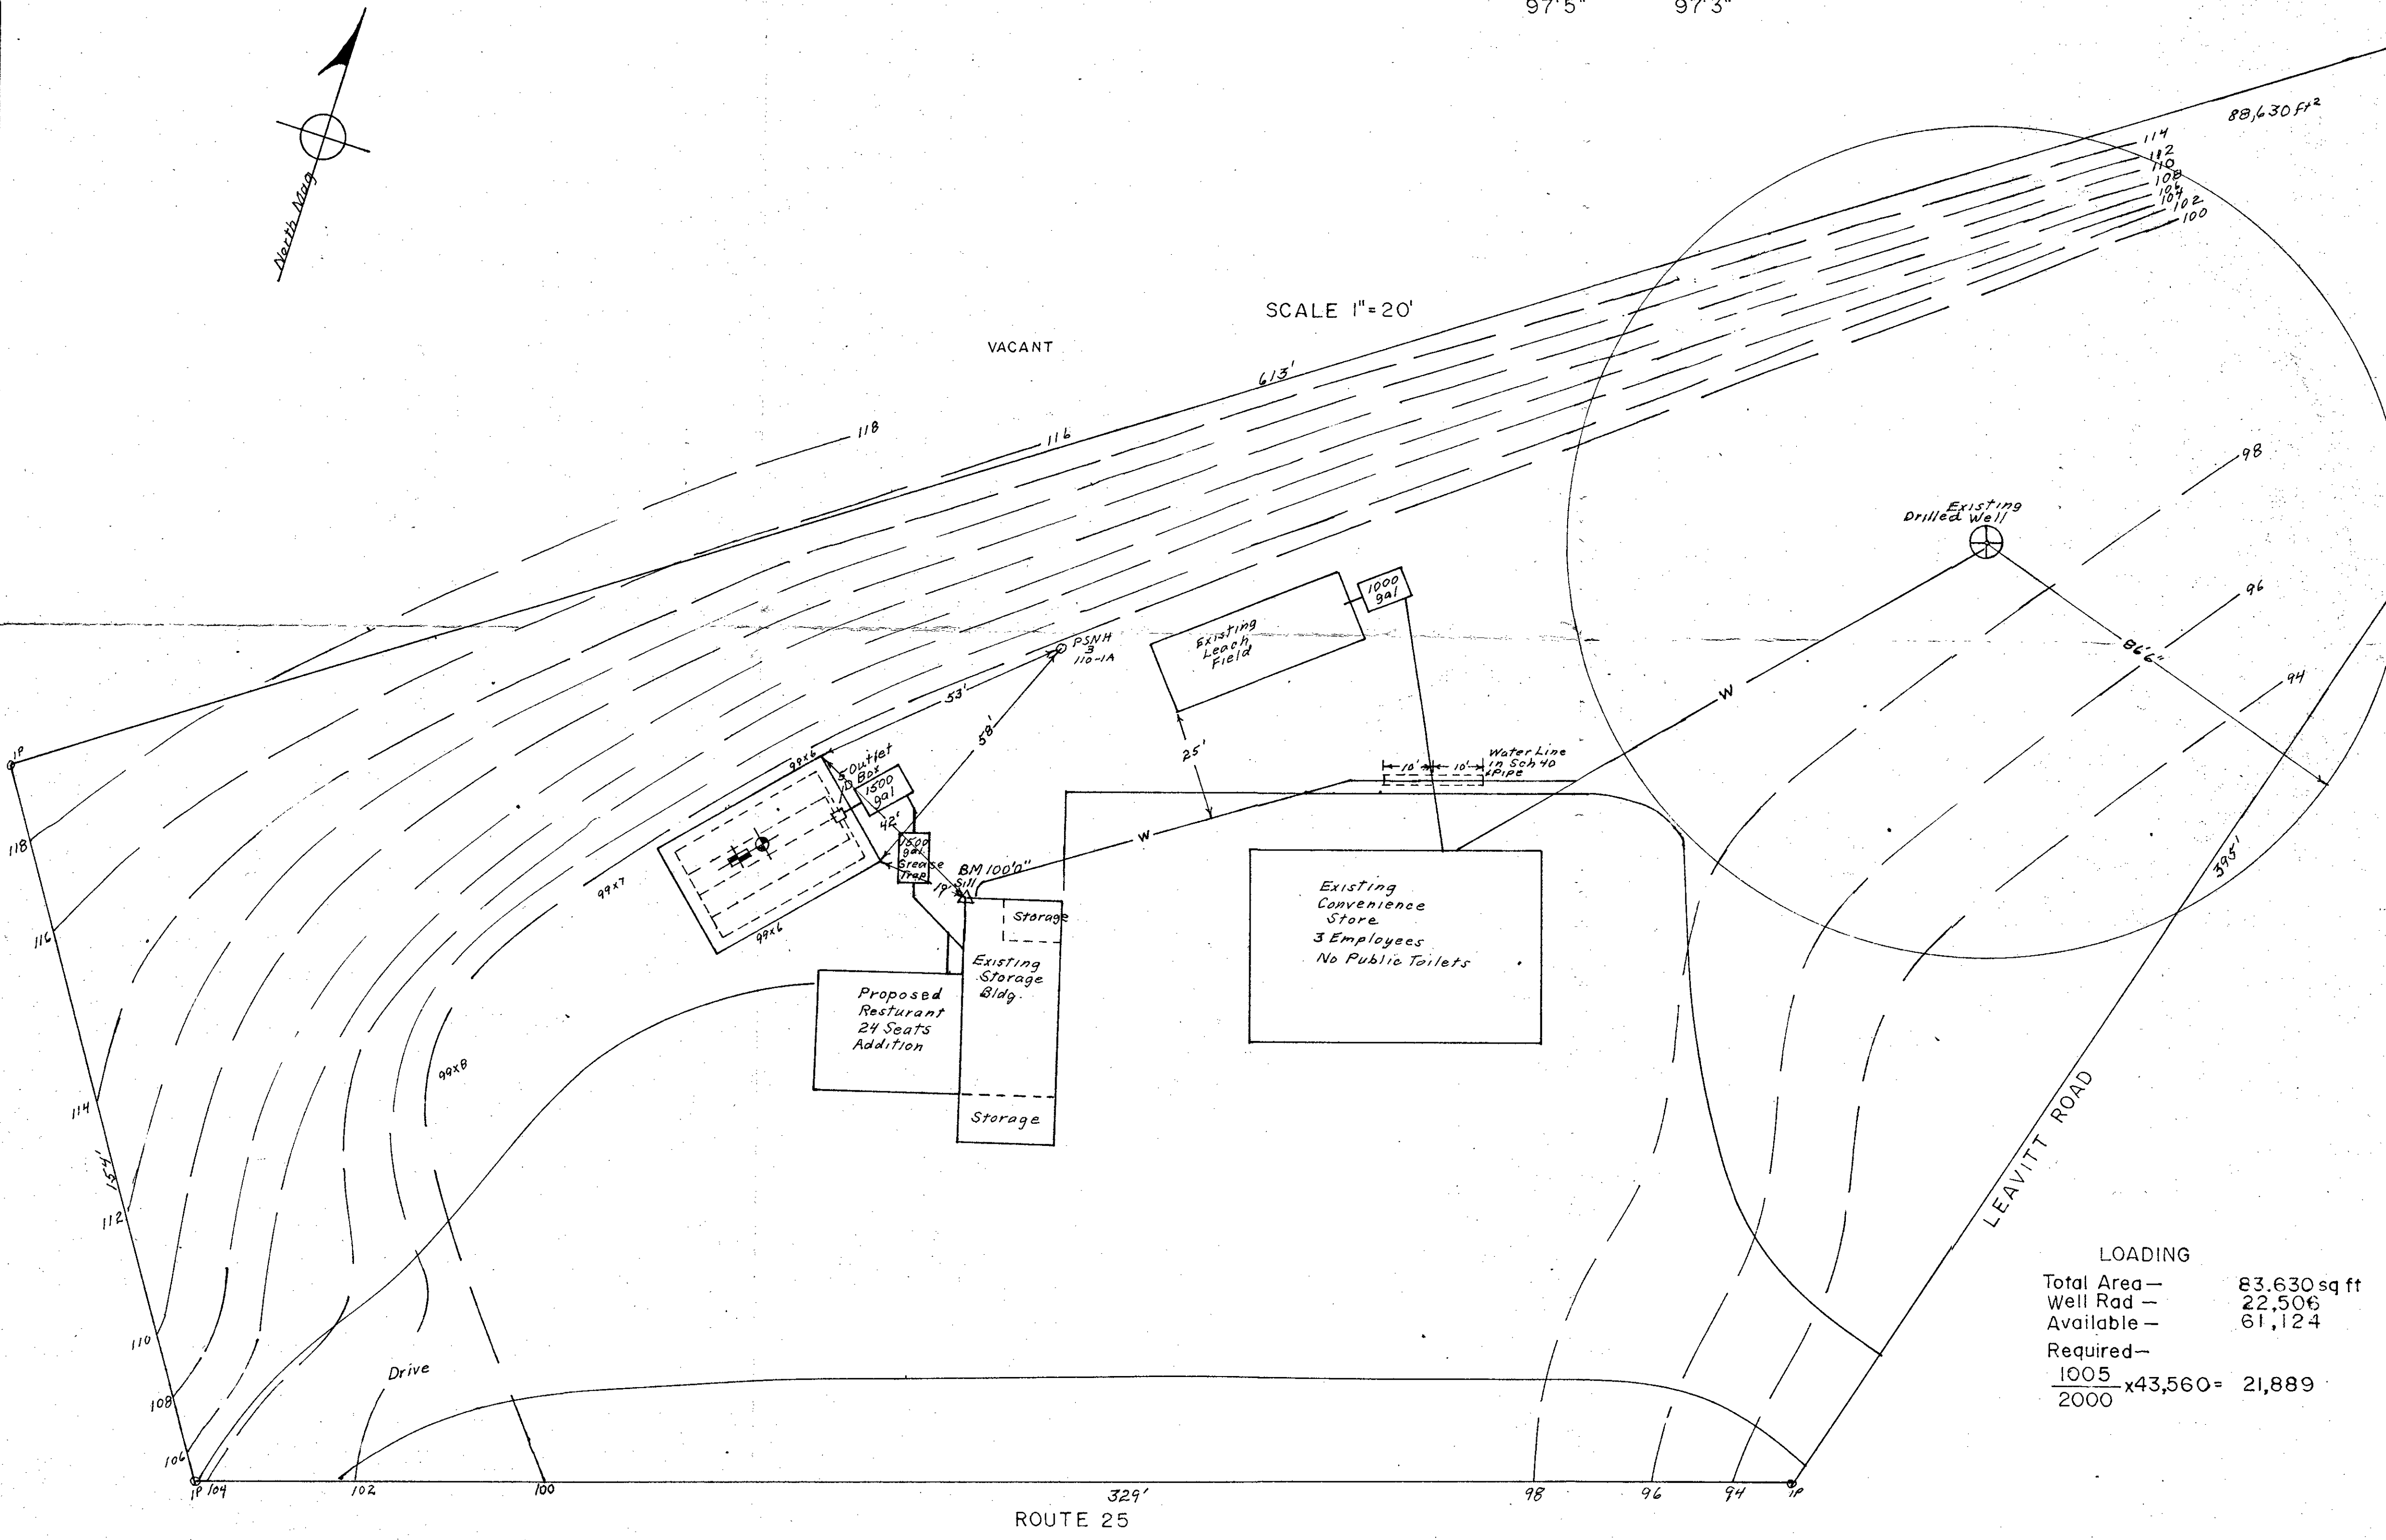 97'5" 97'3"
North Mag
88,630 ft²
114
112
110
108
106
104
102
100
SCALE 1"=20'
VACANT
613'
118
116
98
Existing
Drilled Well
96
86'6"
94
PSNH
3
110-1A
Existing
Leach
Field
1000
gal
53'
58'
25'
W
10' 10'
Water Line
in Sch 40
Pipe
IP
99x6
5 Outlet
D Box
1500
gal
42'
1500
gal
Grease
Trap
19'
BM 100'0"
Sill
W
99x7
99x6
118
116
114
154'
112
110
108
106
99x8
Storage
Existing
Storage
Bldg.
Proposed
Resturant
24 Seats
Addition
Storage
Existing
Convenience
Store
3 Employees
No Public Toilets
395'
LEAVITT ROAD
LOADING
Total Area— 83.630 sq ft
Well Rad — 22,506
Available — 61,124
Required—
1005
x43,560= 21,889
2000
Drive
IP 104 102 100 329' 98 96 94 IP
ROUTE 25